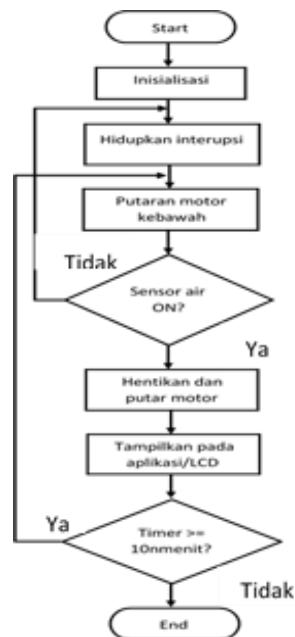 Start
Inisialisasi
Hidupkan interupsi
Putaran motor
kebawah
Tidak
Sensor air
ON?
Ya
Hentikan dan
putar motor
Tampilkan pada
aplikasi/LCD
Ya
Timer >=
10nmenit?
Tidak
End